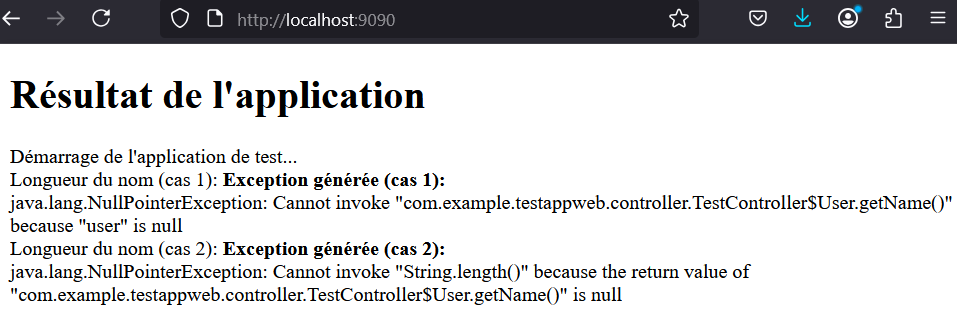 http://localhost:9090
Résultat de l'application
Démarrage de l'application de test...
Longueur du nom (cas 1): Exception générée (cas 1):
java.lang.NullPointerException: Cannot invoke "com.example.testappweb.controller.TestController$User.getName()"
because "user" is null
Longueur du nom (cas 2): Exception générée (cas 2):
java.lang.NullPointerException: Cannot invoke "String.length()" because the return value of
"com.example.testappweb.controller.TestController$User.getName()" is null